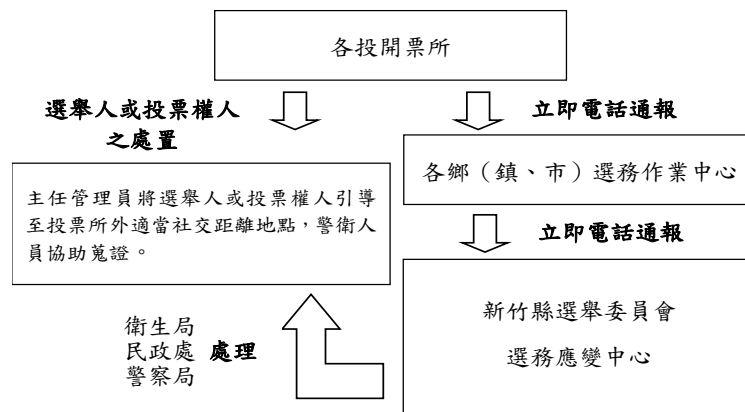 各投開票所
選舉人或投票權人
之處置
立即電話通報
主任管理員將選舉人或投票權人引導
至投票所外適當社交距離地點，警衛人
員協助蒐證。
各鄉（鎮、市）選務作業中心
立即電話通報
衛生局
民政處 處理
警察局
新竹縣選舉委員會
選務應變中心